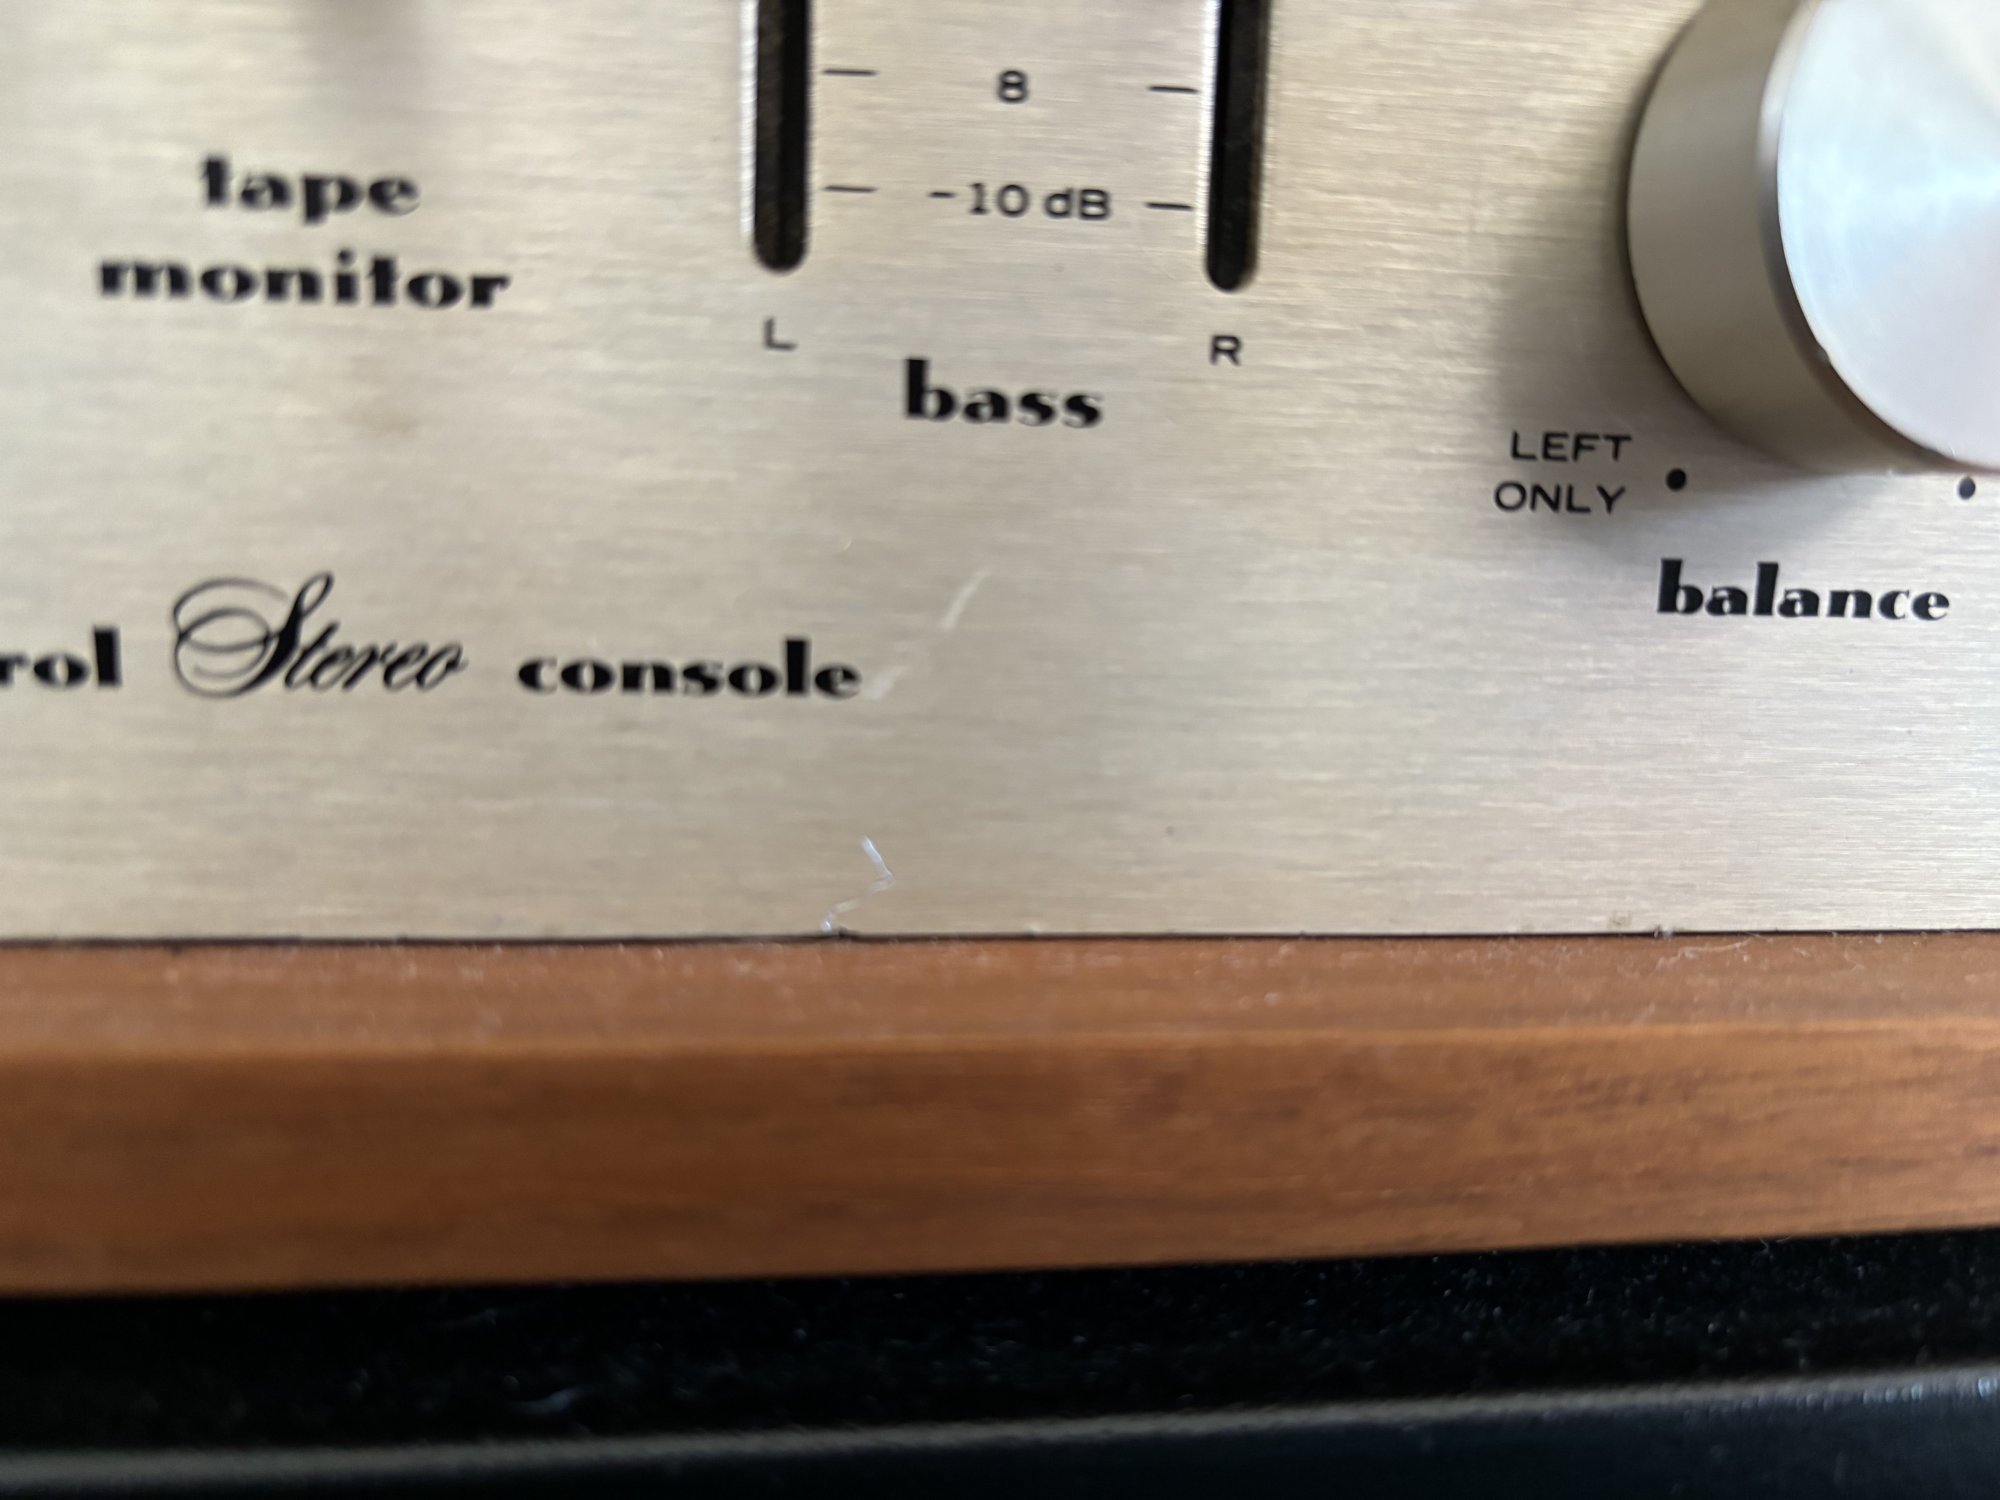 8
-10 dB
tape
monitor
L R
bass
LEFT
ONLY
balance
rol Stereo console